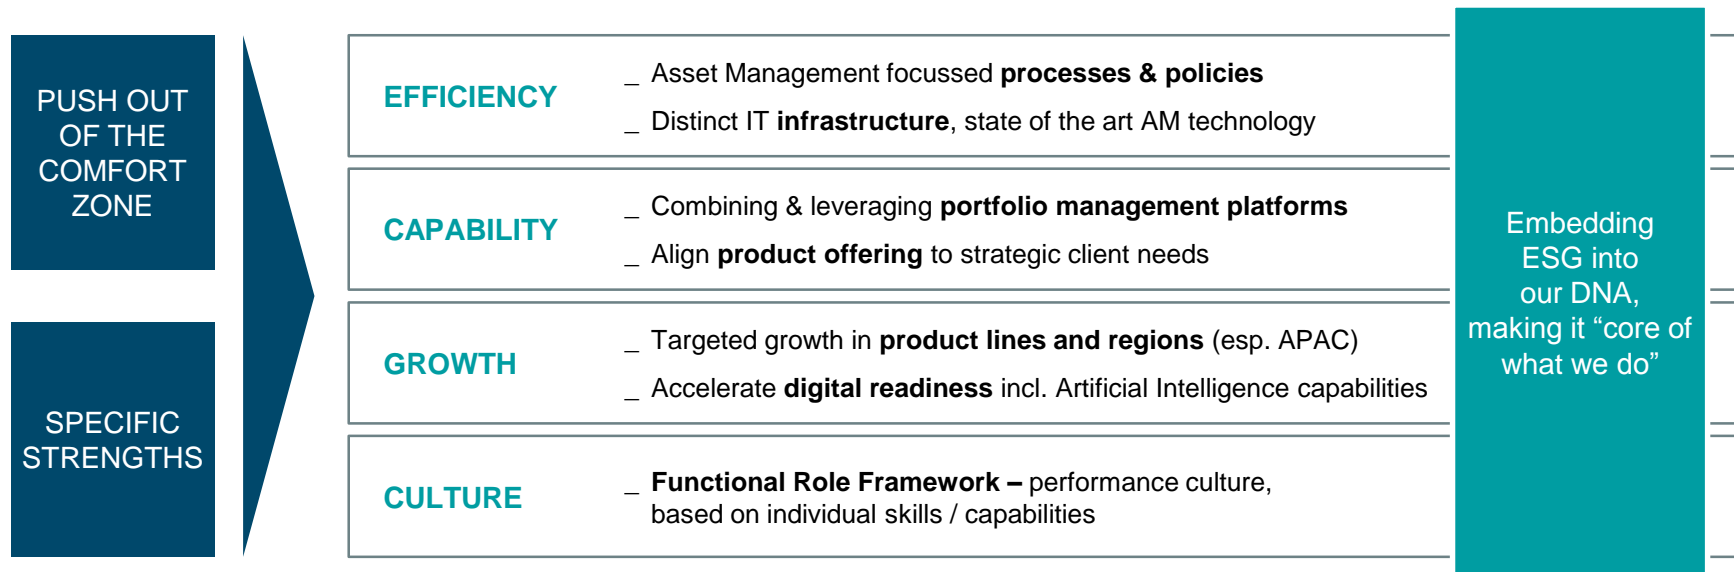 PUSH OUT
OF THE
COMFORT
ZONE
SPECIFIC
STRENGTHS
EFFICIENCY
_ Asset Management focussed processes & policies
_ Distinct IT infrastructure, state of the art AM technology
CAPABILITY
_ Combining & leveraging portfolio management platforms
_ Align product offering to strategic client needs
GROWTH
_ Targeted growth in product lines and regions (esp. APAC)
_ Accelerate digital readiness incl. Artificial Intelligence capabilities
CULTURE
_ Functional Role Framework – performance culture,
based on individual skills / capabilities
Embedding
ESG into
our DNA,
making it “core of
what we do”